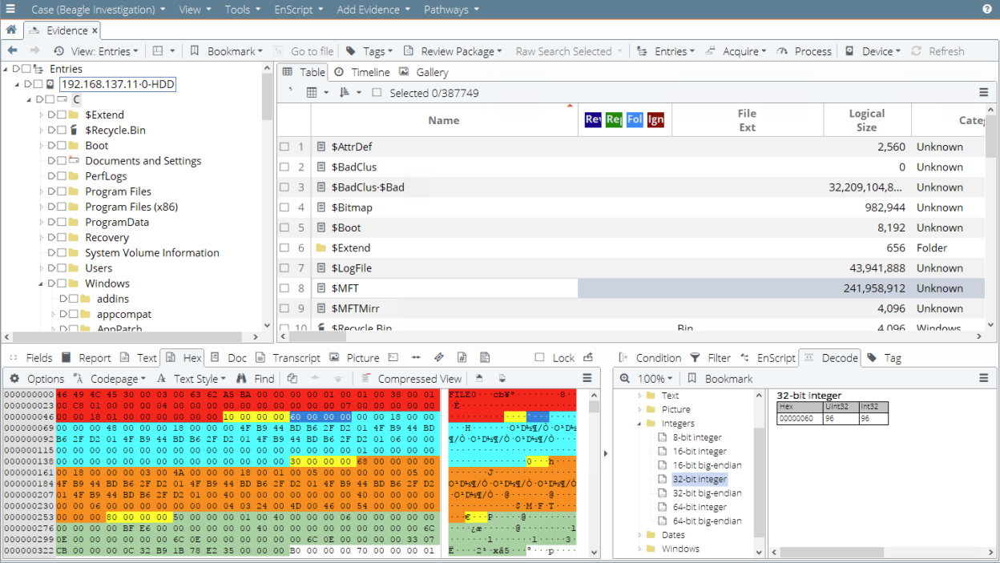 Case (Beagle Investigation) View Tools EnScript Add Evidence Pathways
Evidence
View: Entries Bookmark Go to file Tags Review Package Raw Search Selected Entries Acquire Process Device Refresh
Entries
192.168.137.11·0-HDD
C
$Extend
$Recycle.Bin
Boot
Documents and Settings
PerfLogs
Program Files
Program Files (x86)
ProgramData
Recovery
System Volume Information
Users
Windows
addins
appcompat
AppPatch
Table Timeline Gallery
Selected 0/387749
Name Rev Rep Fol Ign File Ext Logical Size Categ
1 $AttrDef 2,560 Unknown
2 $BadClus 0 Unknown
3 $BadClus·$Bad 32,209,104,8... Unknown
4 $Bitmap 982,944 Unknown
5 $Boot 8,192 Unknown
6 $Extend 656 Folder
7 $LogFile 43,941,888 Unknown
8 $MFT 241,958,912 Unknown
9 $MFTMirr 4,096 Unknown
10 $Recycle.Bin Bin 4,096 Windows
Fields Report Text Hex Doc Transcript Picture Lock
Options Codepage Text Style Find Compressed View
000000000 46 49 4C 45 30 00 03 00 63 62 A5 BA 00 00 00 00 01 00 01 00 38 00 01 FILE0···cb¥º········8··
000000023 00 C8 01 00 00 00 04 00 00 00 00 00 00 00 00 00 00 07 00 00 00 00 00
000000046 00 00 18 01 00 00 00 00 00 00 10 00 00 00 60 00 00 00 00 00 18 00 00
000000069 00 00 00 48 00 00 00 18 00 00 00 4F B9 44 BD B6 2F D2 01 4F B9 44 BD
000000092 B6 2F D2 01 4F B9 44 BD B6 2F D2 01 4F B9 44 BD B6 2F D2 01 06 00 00
000000115 00 00 00 00 00 00 00 00 00 00 00 00 00 00 00 00 00 00 01 00 00 00 00
000000138 00 00 00 00 00 00 00 00 00 00 00 00 00 00 30 00 00 00 68 00 00 00 00
000000161 00 18 00 00 00 03 00 4A 00 00 00 18 00 01 00 05 00 00 00 00 00 05 00
000000184 4F B9 44 BD B6 2F D2 01 4F B9 44 BD B6 2F D2 01 4F B9 44 BD B6 2F D2
000000207 01 4F B9 44 BD B6 2F D2 01 00 40 00 00 00 00 00 00 00 40 00 00 00 00
000000230 00 00 06 00 00 00 00 00 00 00 04 03 24 00 4D 00 46 00 54 00 00 00 00
000000253 00 00 00 80 00 00 00 50 00 00 00 01 00 40 00 00 00 06 00 00 00 00 00
000000276 00 00 00 00 BF E6 00 00 00 00 00 40 00 00 00 00 00 00 00 00 00 00 6C
000000299 0E 00 00 00 00 6C 0E 00 00 00 00 00 6C 0E 00 00 00 00 33 07
000000322 CB 00 00 00 0C 32 B9 1B 78 E2 35 00 00 00 B0 00 00 00 70 00 00 00 01
Condition Filter EnScript Decode Tag
100% Bookmark
Text
Picture
Integers
8-bit integer
16-bit integer
16-bit big-endian
32-bit integer
32-bit big-endian
64-bit integer
64-bit big-endian
Dates
Windows
32-bit integer
Hex UInt32 Int32
00000060 96 96